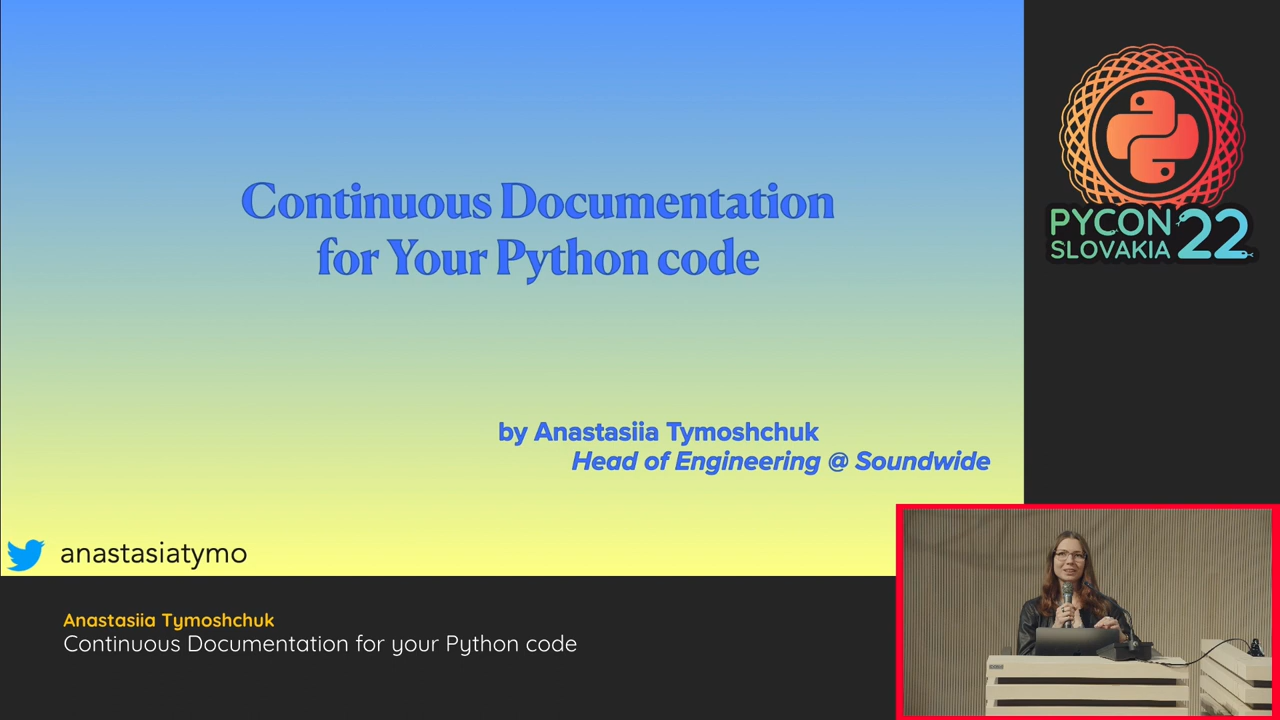 Continuous Documentation
for Your Python code
by Anastasiia Tymoshchuk
Head of Engineering @ Soundwide
anastasiatymo
PYCON
SLOVAKIA 22
Anastasiia Tymoshchuk
Continuous Documentation for your Python code